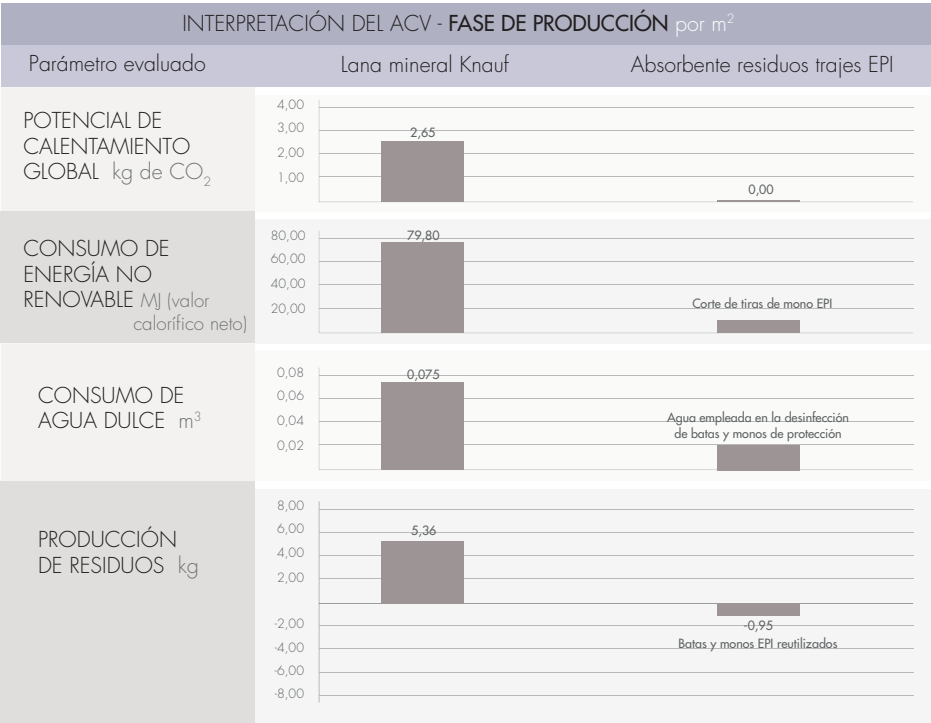 INTERPRETACIÓN DEL ACV - FASE DE PRODUCCIÓN por m²
Parámetro evaluado
Lana mineral Knauf
Absorbente residuos trajes EPI
POTENCIAL DE
CALENTAMIENTO
GLOBAL kg de CO₂
4,00
3,00
2,00
1,00
2,65
0,00
CONSUMO DE
ENERGÍA NO
RENOVABLE MJ (valor
calorífico neto)
80,00
60,00
40,00
20,00
79,80
Corte de tiras de mono EPI
CONSUMO DE
AGUA DULCE m³
0,08
0,06
0,04
0,02
0,075
Agua empleada en la desinfección
de batas y monos de protección
PRODUCCIÓN
DE RESIDUOS kg
8,00
6,00
4,00
2,00
-2,00
-4,00
-6,00
-8,00
5,36
-0,95
Batas y monos EPI reutilizados